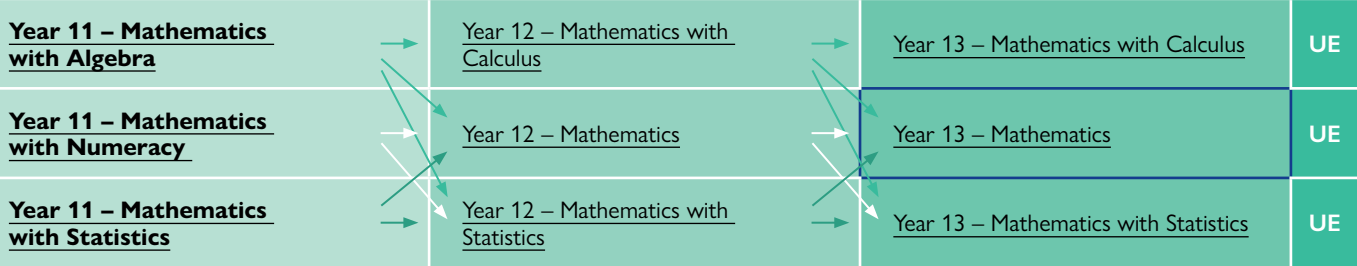 Year 11 – Mathematics
with Algebra
Year 12 – Mathematics with
Calculus
Year 13 – Mathematics with Calculus
UE
Year 11 – Mathematics
with Numeracy
Year 12 – Mathematics
Year 13 – Mathematics
UE
Year 11 – Mathematics
with Statistics
Year 12 – Mathematics with
Statistics
Year 13 – Mathematics with Statistics
UE